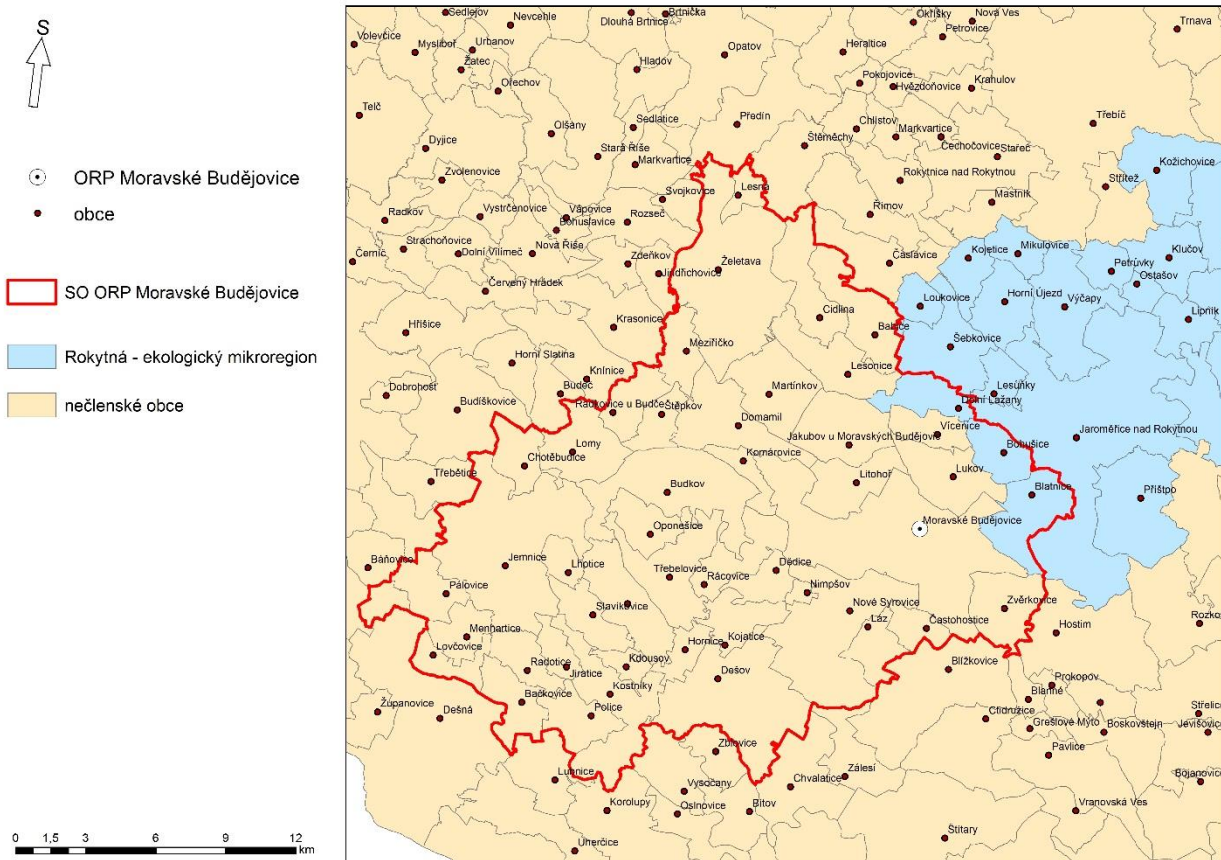 S
ORP Moravské Budějovice
obce
SO ORP Moravské Budějovice
Rokytná - ekologický mikroregion
nečlenské obce
0 1,5 3 6 9 12
km
Sedlejov
Nevcehle
Dlouhá Brtnice
Brtnička
Okříšky
Nová Ves
Trnava
Volevčice
Mysliboř
Urbanov
Petrovice
Heraltice
Opatov
Žatec
Hladov
Ořechov
Pokojovice
Hvězdoňovice
Krahulov
Telč
Olšany
Sedlatice
Předín
Chlístov
Třebíč
Dyjice
Stará Říše
Markvartice
Štěměchy
Markvartice
Čechočovice
Stařeč
Kožichovice
Zvolenovice
Svojkovice
Lesná
Rokytnice nad Rokytnou
Střítež
Mastník
Radkov
Vystrčenovice
Vápovice
Bohuslavice
Rozseč
Římov
Strachoňovice
Dolní Vilímeč
Nová Říše
Černíč
Zdeňkov
Jindřichovice
Želetava
Čáslavice
Kojetice
Mikulovice
Klučov
Petrůvky
Ostašov
Červený Hrádek
Loukovice
Horní Újezd
Výčapy
Lipník
Hříšice
Krasonice
Cidlina
Babice
Šebkovice
Meziříčko
Horní Slatina
Knínice
Lesonice
Dobrohošť
Budeč
Martínkov
Lesůňky
Budíškovice
Radkovice u Budče
Štěpkov
Dolní Lažany
Domamil
Jakubov u Moravských Budějovic
Vícenice
Jaroměřice nad Rokytnou
Lomy
Chotěbudice
Komárovice
Bohušice
Třebětice
Litohoř
Lukov
Budkov
Blatnice
Příštpo
Oponešice
Moravské Budějovice
Báňovice
Jemnice
Lhotice
Třebelovice
Rácovice
Dědice
Pálovice
Nimpšov
Slavíkovice
Nové Syrovice
Zvěrkovice
Rozko
Láz
Častohostice
Hostim
Menhartice
Lovčovice
Hornice
Kojatice
Radotice
Jiratice
Kdousov
Dešov
Blížkovice
Kostníky
Prokopov
Bačkovice
Police
Blanné
Županovice
Dešná
Ctidružice
Grešlové Mýto
Boskovštejn
Střelice
Jevišovice
Pavlice
Zblovice
Lubnice
Vysočany
Chvalatice
Zálesí
Bojanovice
Korolupy
Oslnovice
Bítov
Vranovská Ves
Uherčice
Štítary